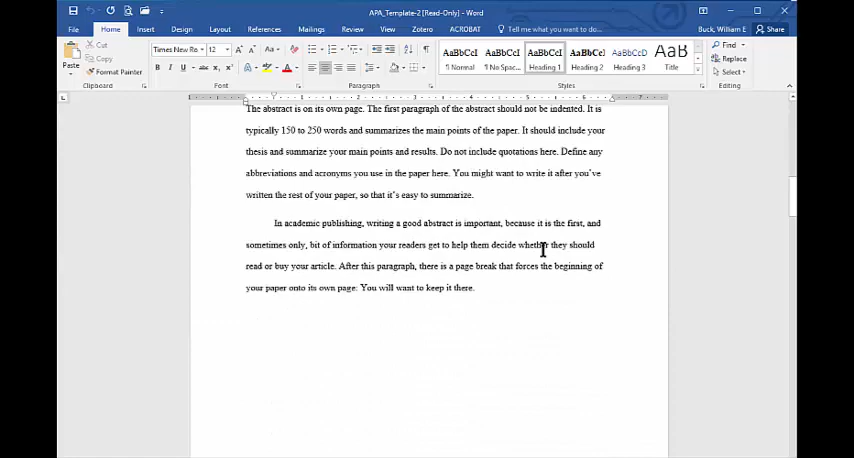 APA_Template-2 [Read-Only] - Word
Buck, William E
Share
File Home Insert Design Layout References Mailings Review View Zotero ACROBAT Tell me what you want to do...
Paste
Cut
Copy
Format Painter
Clipboard
Times New Ro 12
Font
Paragraph
AaBbCcI AaBbCcI AaBbCcI AaBbCcI AaBbCcD AaB
¶ Normal ¶ No Spac... Heading 1 Heading 2 Heading 3 Title
Styles
Find
Replace
Select
Editing
The abstract is on its own page. The first paragraph of the abstract should not be indented. It is
typically 150 to 250 words and summarizes the main points of the paper. It should include your
thesis and summarize your main points and results. Do not include quotations here. Define any
abbreviations and acronyms you use in the paper here. You might want to write it after you've
written the rest of your paper, so that it's easy to summarize.
In academic publishing, writing a good abstract is important, because it is the first, and
sometimes only, bit of information your readers get to help them decide whether they should
read or buy your article. After this paragraph, there is a page break that forces the beginning of
your paper onto its own page: You will want to keep it there.